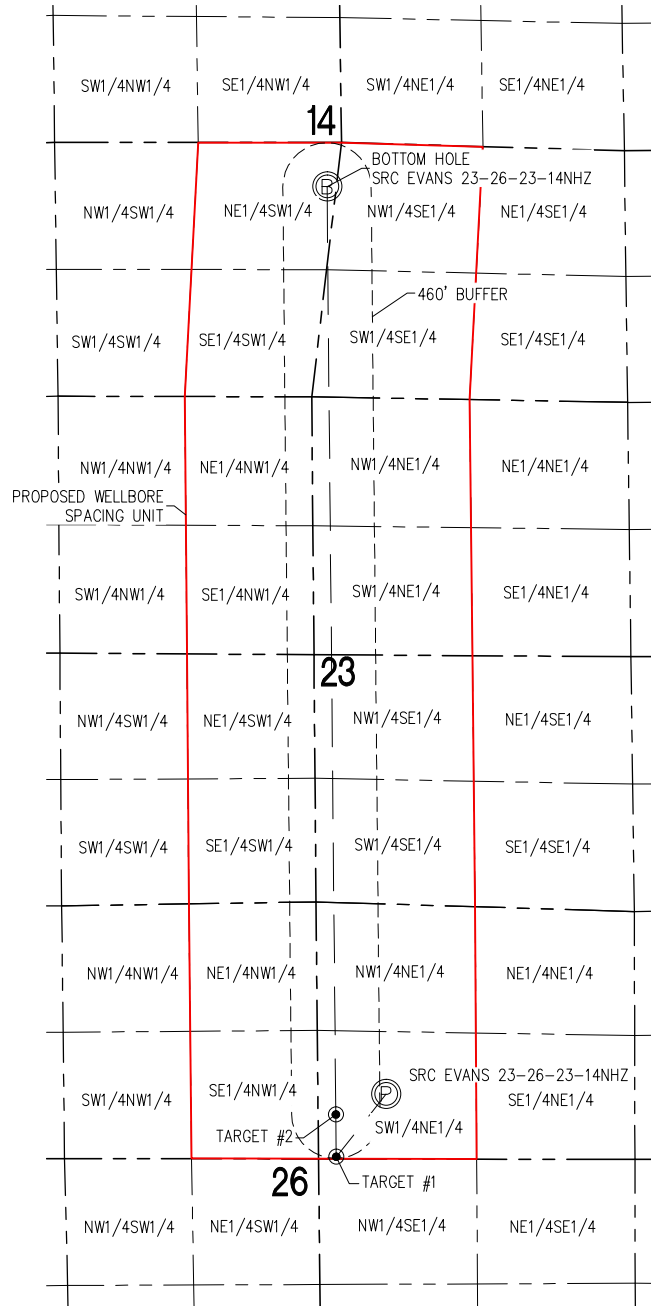 SW1/4NW1/4
SE1/4NW1/4
SW1/4NE1/4
SE1/4NE1/4
14
BOTTOM HOLE
SRC EVANS 23-26-23-14NHZ
B
NW1/4SW1/4
NE1/4SW1/4
NW1/4SE1/4
NE1/4SE1/4
460' BUFFER
SW1/4SW1/4
SE1/4SW1/4
SW1/4SE1/4
SE1/4SE1/4
NW1/4NW1/4
NE1/4NW1/4
NW1/4NE1/4
NE1/4NE1/4
PROPOSED WELLBORE
SPACING UNIT
SW1/4NW1/4
SE1/4NW1/4
SW1/4NE1/4
SE1/4NE1/4
23
NW1/4SW1/4
NE1/4SW1/4
NW1/4SE1/4
NE1/4SE1/4
SW1/4SW1/4
SE1/4SW1/4
SW1/4SE1/4
SE1/4SE1/4
NW1/4NW1/4
NE1/4NW1/4
NW1/4NE1/4
NE1/4NE1/4
SRC EVANS 23-26-23-14NHZ
P
SW1/4NW1/4
SE1/4NW1/4
SW1/4NE1/4
SE1/4NE1/4
TARGET #2
TARGET #1
26
NW1/4SW1/4
NE1/4SW1/4
NW1/4SE1/4
NE1/4SE1/4